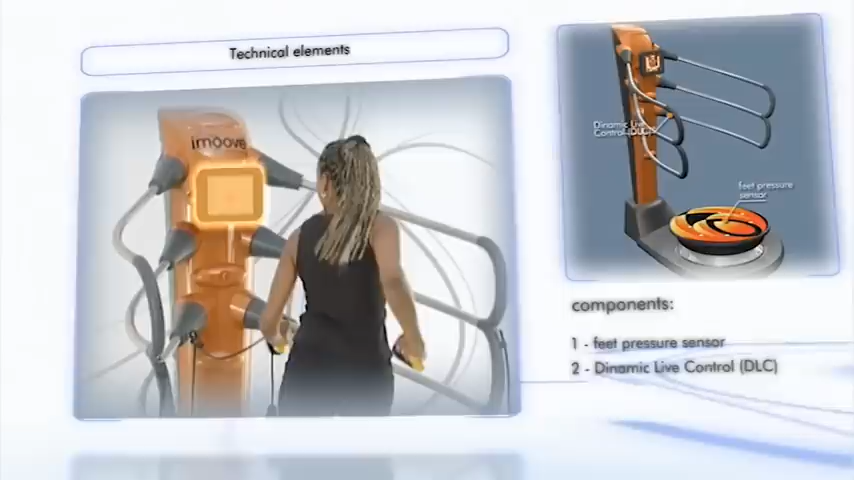 Technical elements
imoove
Dinamic Live
Control (DLC)
feet pressure
sensor
components:
1 - feet pressure sensor
2 - Dinamic Live Control (DLC)